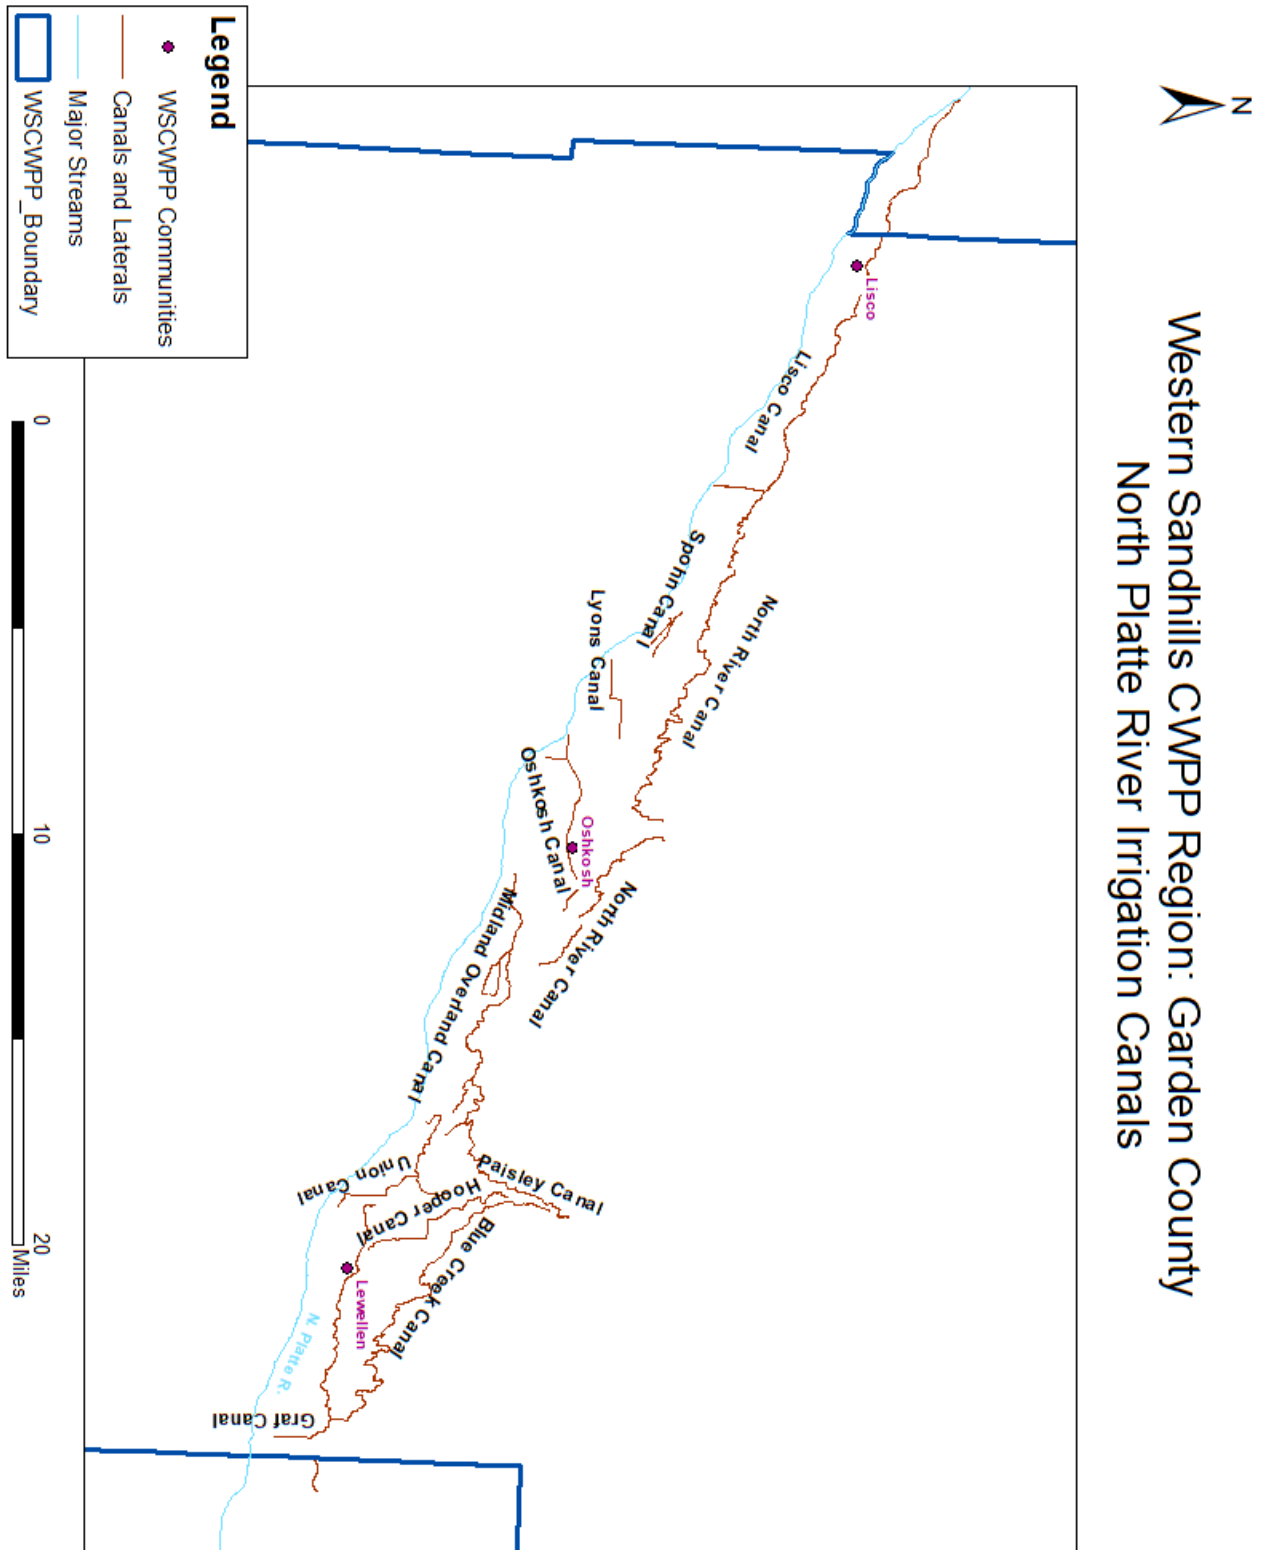 Western Sandhills CWPP Region: Garden County
North Platte River Irrigation Canals
N
Lisco
Lisco Canal
Spohn Canal
North River Canal
Lyons Canal
Oshkosh
Oshkosh Canal
North River Canal
Midland Overland Canal
Paisley Canal
Union Canal
Hooper Canal
Blue Creek Canal
Lewellen
N. Platte R.
Graf Canal
Legend
WSCWPP Communities
Canals and Laterals
Major Streams
WSCWPP_Boundary
0 10 20
Miles